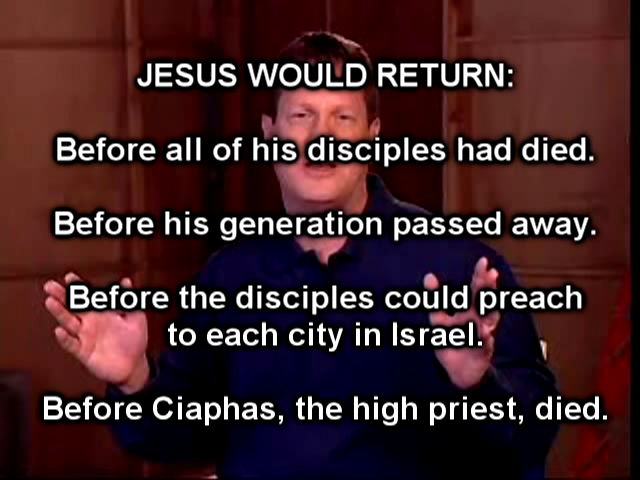 JESUS WOULD RETURN:
Before all of his disciples had died.
Before his generation passed away.
Before the disciples could preach
to each city in Israel.
Before Ciaphas, the high priest, died.